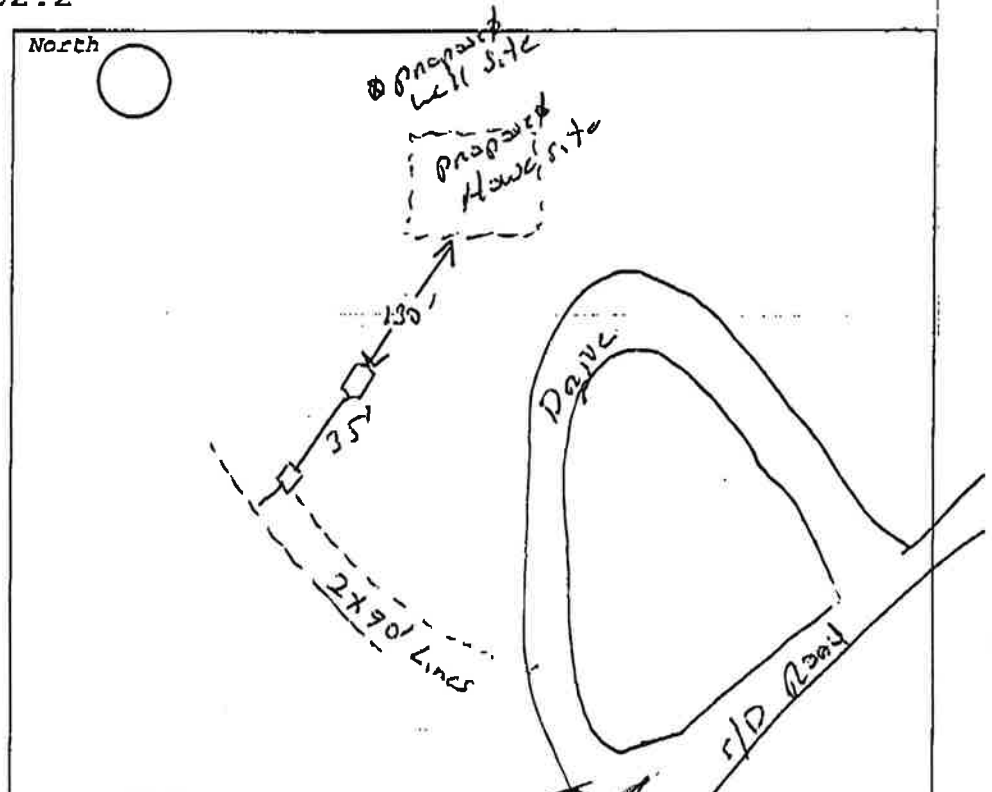 North
proposed
well site
proposed
House site
130'
Drive
35'
2X90'
Lines
S/D Road